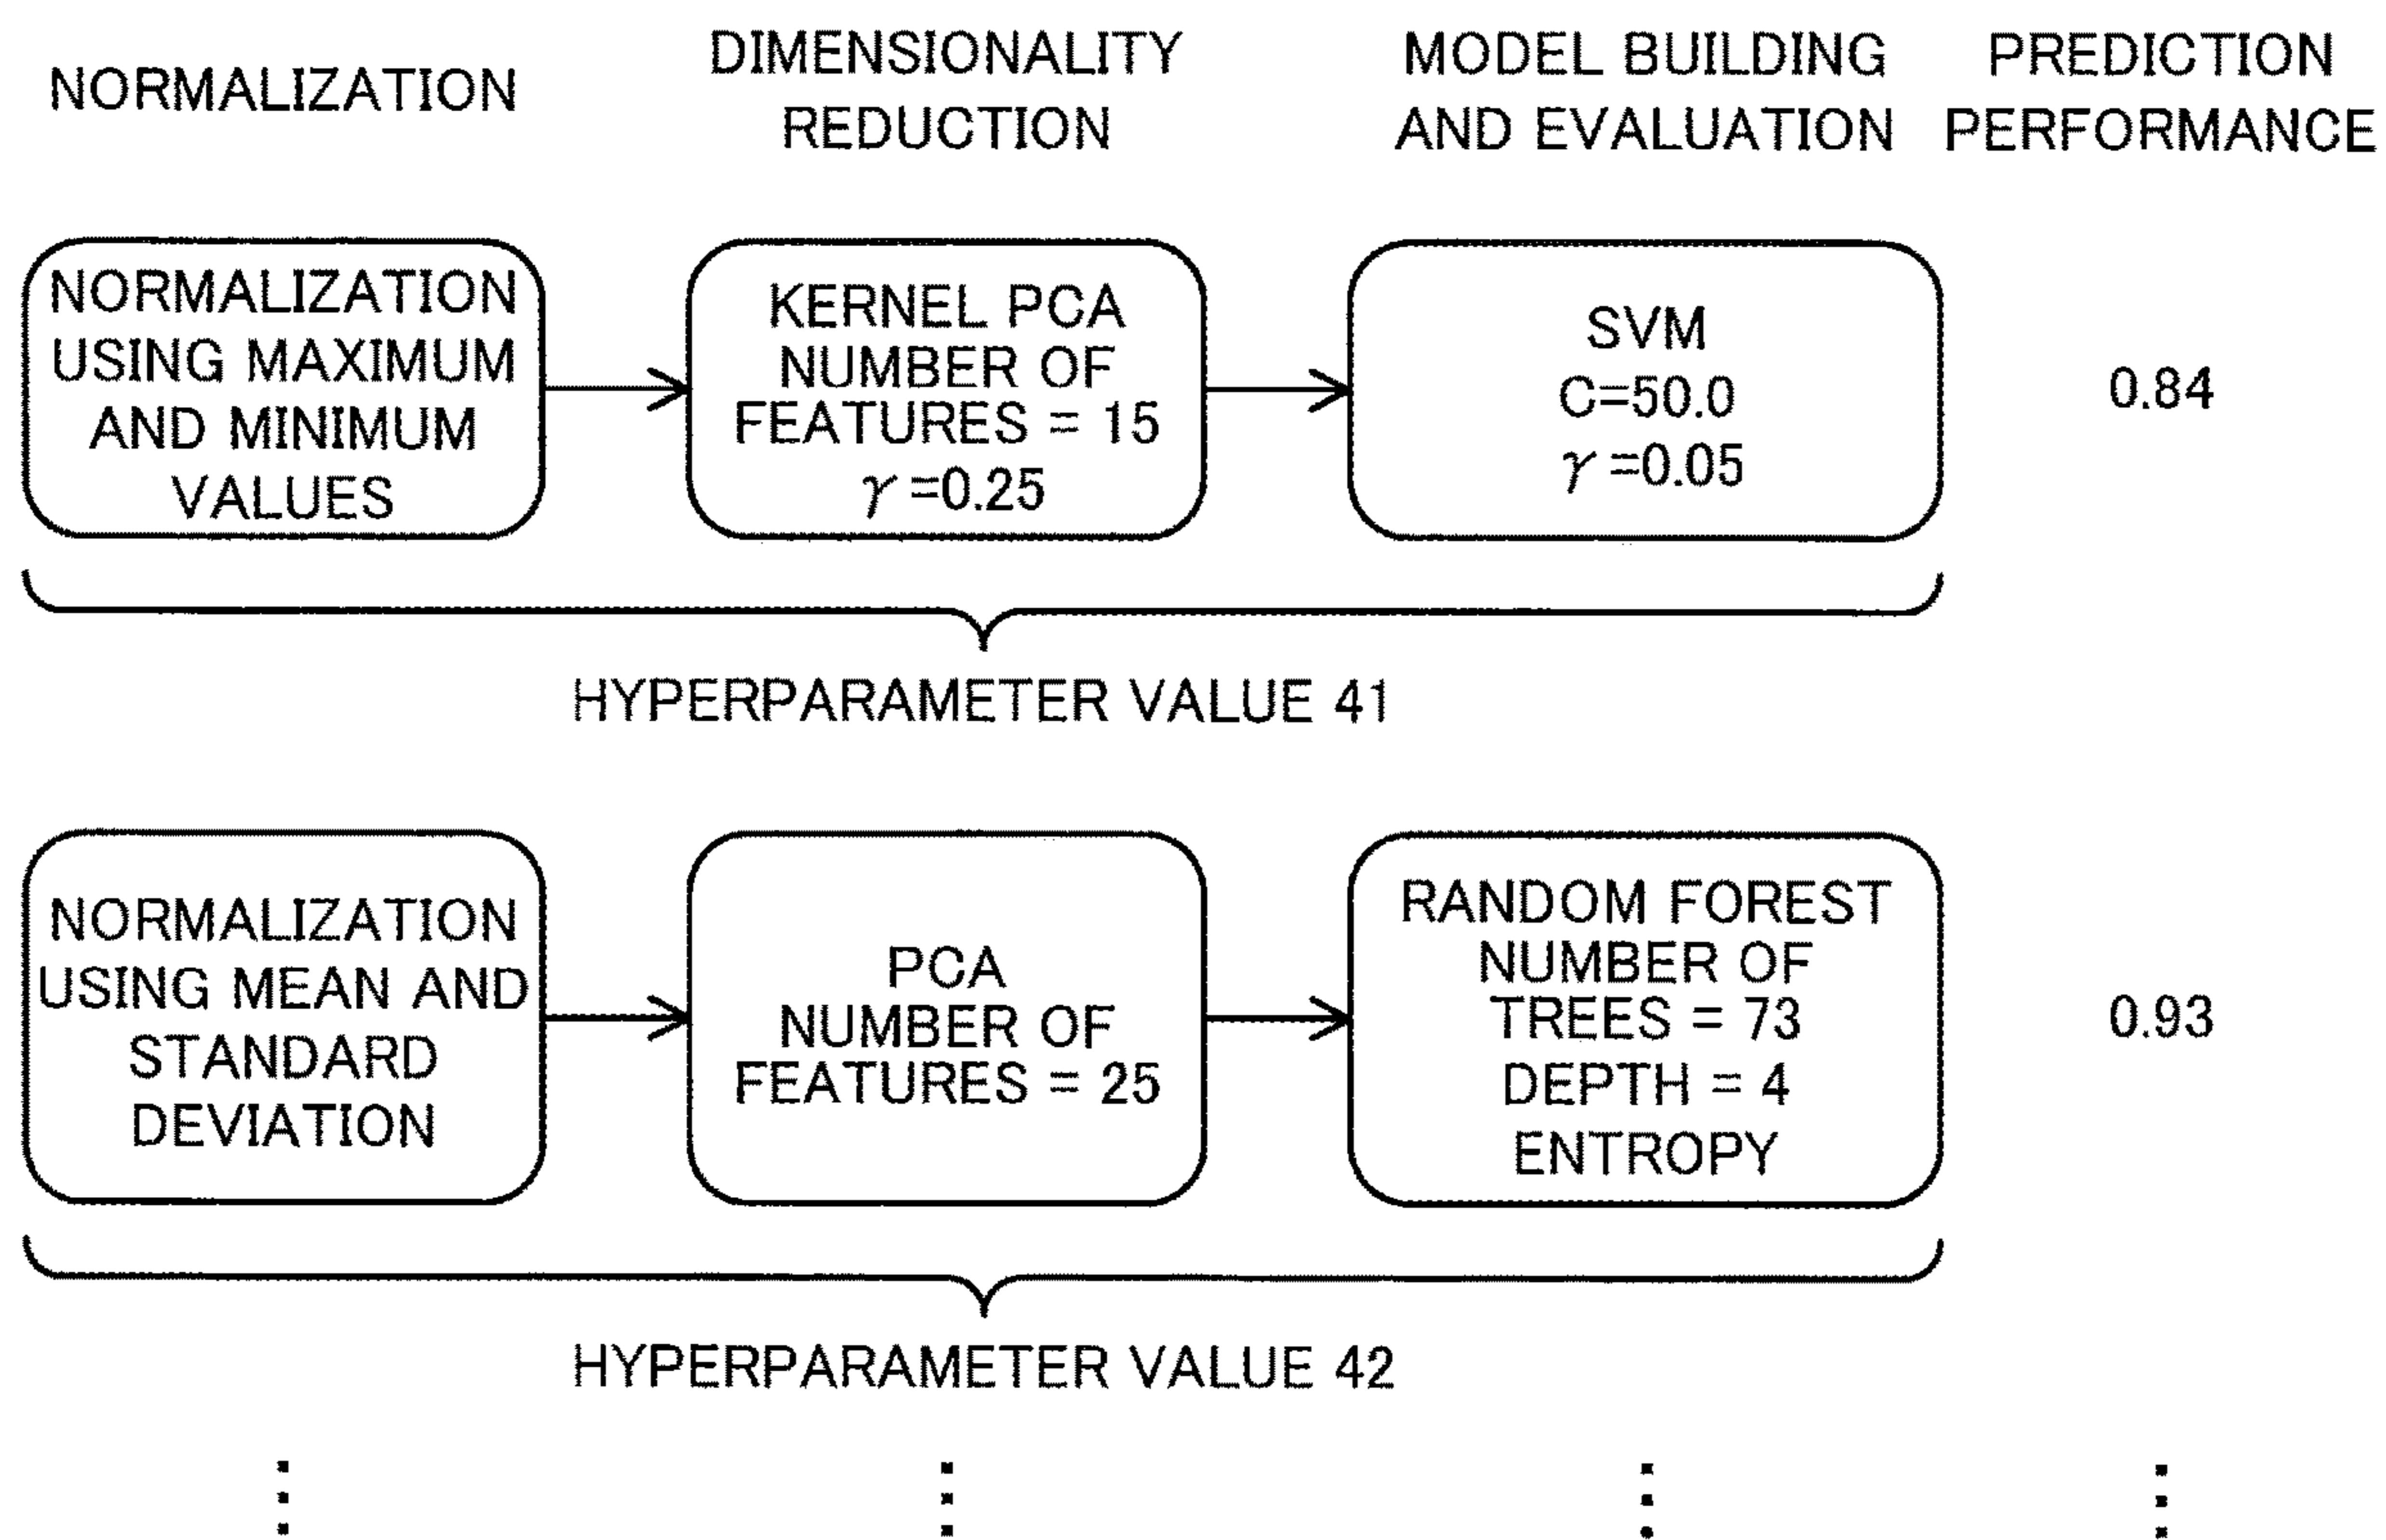 NORMALIZATION
DIMENSIONALITY
REDUCTION
MODEL BUILDING
AND EVALUATION
PREDICTION
PERFORMANCE
NORMALIZATION
USING MAXIMUM
AND MINIMUM
VALUES
KERNEL PCA
NUMBER OF
FEATURES = 15
γ=0.25
SVM
C=50.0
γ=0.05
0.84
HYPERPARAMETER VALUE 41
NORMALIZATION
USING MEAN AND
STANDARD
DEVIATION
PCA
NUMBER OF
FEATURES = 25
RANDOM FOREST
NUMBER OF
TREES = 73
DEPTH = 4
ENTROPY
0.93
HYPERPARAMETER VALUE 42